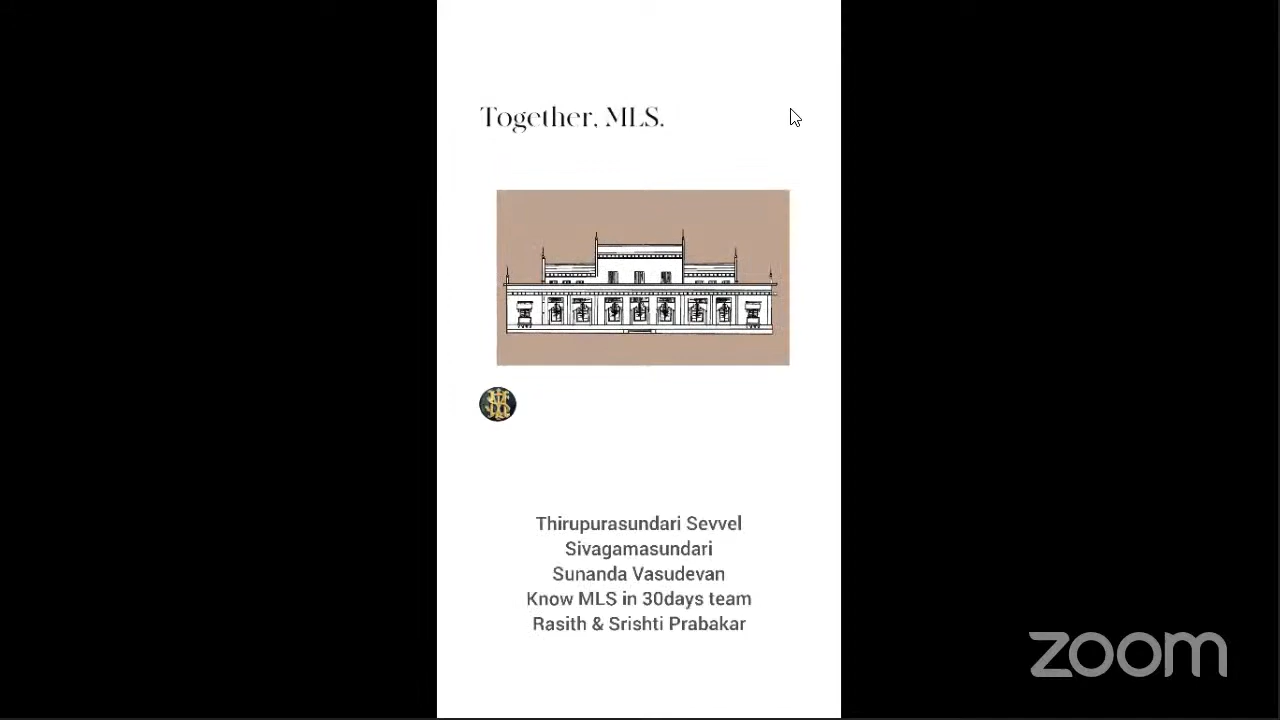 Together, MLS.
Thirupurasundari Sevvel
Sivagamasundari
Sunanda Vasudevan
Know MLS in 30days team
Rasith & Srishti Prabakar
zoom